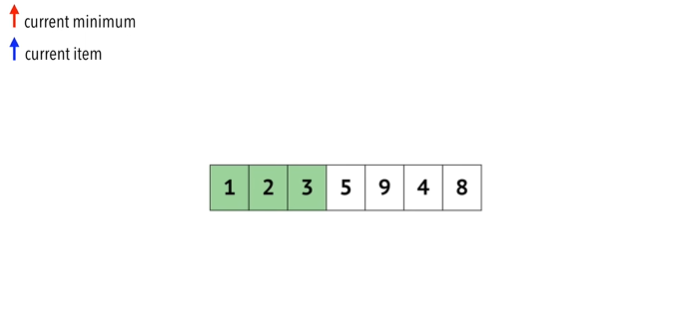 current minimum
current item
1 2 3 5 9 4 8